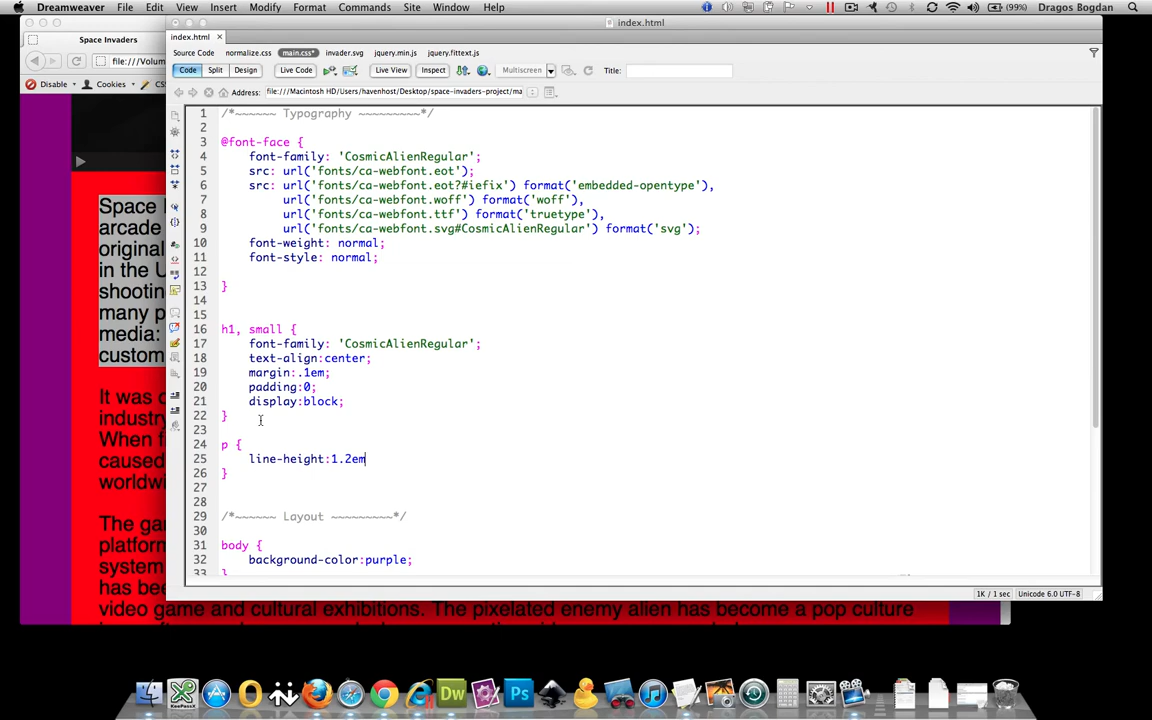 Dreamweaver File Edit View Insert Modify Format Commands Site Window Help (99%) Dragos Bogdan
index.html
index.html
Space Invaders
Source Code normalize.css main.css* invader.svg jquery.min.js jquery.fittext.js
file:///Volum
Code Split Design Live Code Live View Inspect Multiscreen Title:
Disable Cookies CS
Address: file:///Macintosh HD/Users/havenhost/Desktop/space-invaders-project/ma
1 /*~~~~~~ Typography ~~~~~~~~~*/
2
3 @font-face {
4 font-family: 'CosmicAlienRegular';
5 src: url('fonts/ca-webfont.eot');
6 src: url('fonts/ca-webfont.eot?#iefix') format('embedded-opentype'),
7 url('fonts/ca-webfont.woff') format('woff'),
8 url('fonts/ca-webfont.ttf') format('truetype'),
9 url('fonts/ca-webfont.svg#CosmicAlienRegular') format('svg');
10 font-weight: normal;
11 font-style: normal;
12
13 }
14
15
16 h1, small {
17 font-family: 'CosmicAlienRegular';
18 text-align:center;
19 margin:.1em;
20 padding:0;
21 display:block;
22 }
23
24 p {
25 line-height:1.2em
26 }
27
28
29 /*~~~~~~ Layout ~~~~~~~~~*/
30
31 body {
32 background-color:purple;
33 }
1K / 1 sec Unicode 6.0 UTF-8
Space
arcade
original
in the U
shooting
many p
media:
custom
It was
industry
When f
caused
worldwi
The ga
platform
system
has bee
video game and cultural exhibitions. The pixelated enemy alien has become a pop culture
Dw
Ps